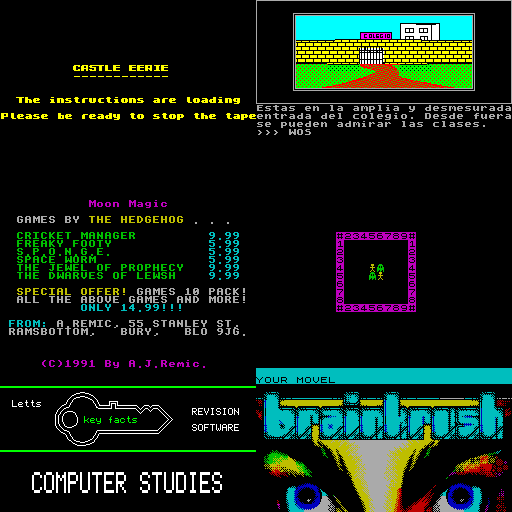 CASTLE EERIE
The instructions are loading
Please be ready to stop the tape
COLEGIO
Estas en la amplia y desmesurada
entrada del colegio. Desde fuera
se pueden admirar las clases.
>>> WOS
Moon Magic
GAMES BY THE HEDGEHOG . . .
CRICKET MANAGER 9.99
FREAKY FOOTY 5.99
S.P.O.N.G.E. 5.99
SPACE WORM 5.99
THE JEWEL OF PROPHECY 9.99
THE DWARVES OF LEWSH 9.99
SPECIAL OFFER! GAMES 10 PACK!
ALL THE ABOVE GAMES AND MORE!
ONLY 14.99!!!
FROM: A.REMIC, 55 STANLEY ST,
RAMSBOTTOM, BURY, BLO 9JG.
(C)1991 By A.J.Remic.
#23456789#
Letts
key facts
REVISION
SOFTWARE
COMPUTER STUDIES
YOUR MOVE!
braintrush